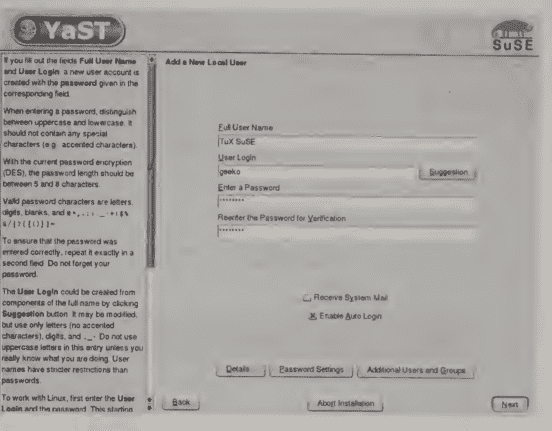 YaST
SuSE
If you fill out the fields Full User Name
and User Login, a new user account is
created with the password given in the
corresponding field.
When entering a password, distinguish
between uppercase and lowercase. It
should not contain any special
characters (e.g. accented characters).
With the current password encryption
(DES), the password length should be
between 5 and 8 characters.
Valid password characters are letters,
digits, blanks, and
To ensure that the password was
entered correctly, repeat it exactly in a
second field. Do not forget your
password.
The User Login could be created from
components of the full name by clicking
Suggestion button. It may be modified,
but use only letters (no accented
characters), digits, and ._-. Do not use
uppercase letters in this entry unless you
really know what you are doing. User
names have stricter restrictions than
passwords.
To work with Linux, first enter the User
Login and the password. This starting
Add a New Local User
Full User Name
TuX SuSE
User Login
geeko
Suggestion
Enter a Password
********
Reenter the Password for Verification
********
Receive System Mail
Enable Auto Login
Details
Password Settings
Additional Users and Groups
Back
Abort Installation
Next